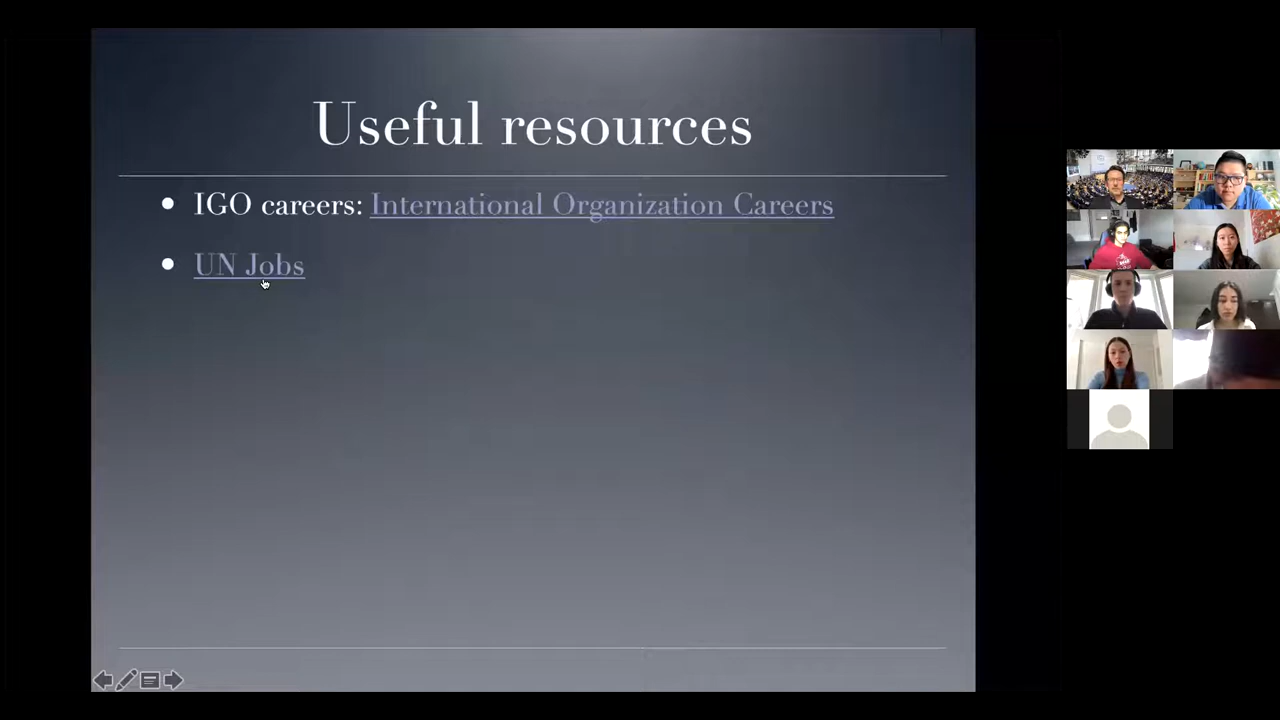 Useful resources
IGO careers: International Organization Careers
UN Jobs